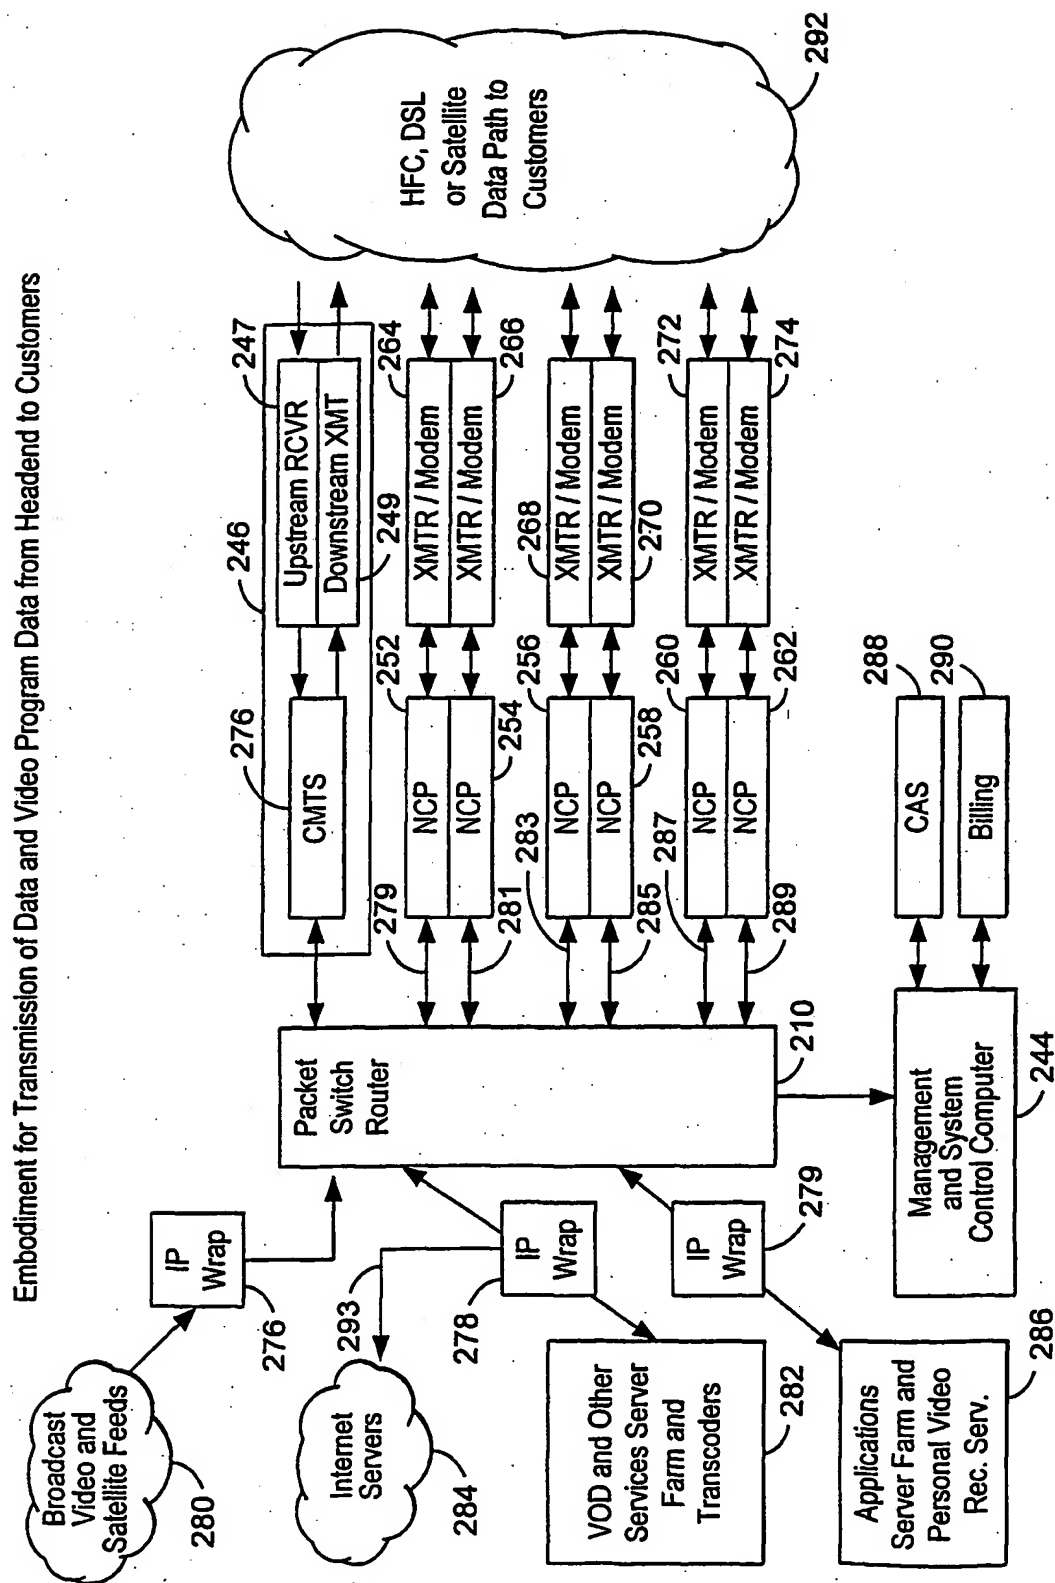 Embodiment for Transmission of Data and Video Program Data from Headend to Customers
Broadcast
Video and
Satellite Feeds
280
IP
Wrap
276
Internet
Servers
284
293
IP
Wrap
278
VOD and Other
Services Server
Farm and
Transcoders
282
IP
Wrap
279
Applications
Server Farm and
Personal Video
Rec. Serv.
286
Packet
Switch
Router
210
Management
and System
Control Computer
244
CAS
288
Billing
290
246
276
CMTS
247
Upstream RCVR
Downstream XMT
249
279
281
252
NCP
NCP
254
264
XMTR / Modem
XMTR / Modem
266
283
285
256
NCP
NCP
258
268
XMTR / Modem
XMTR / Modem
270
287
289
260
NCP
NCP
262
272
XMTR / Modem
XMTR / Modem
274
HFC, DSL
or Satellite
Data Path to
Customers
292